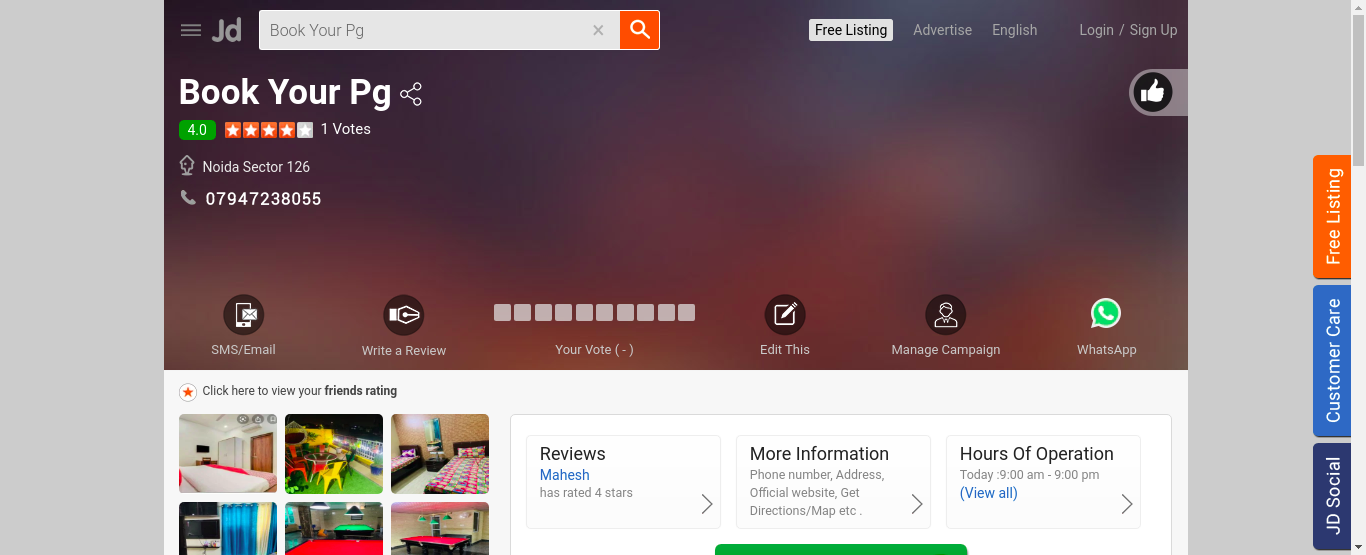 Jd
Book Your Pg
Free Listing
Advertise
English
Login / Sign Up
Book Your Pg
4.0
1 Votes
Noida Sector 126
07947238055
SMS/Email
Write a Review
Your Vote ( - )
Edit This
Manage Campaign
WhatsApp
Click here to view your friends rating
Reviews
Mahesh
has rated 4 stars
More Information
Phone number, Address,
Official website, Get
Directions/Map etc .
Hours Of Operation
Today :9:00 am - 9:00 pm
(View all)
Free Listing
Customer Care
JD Social